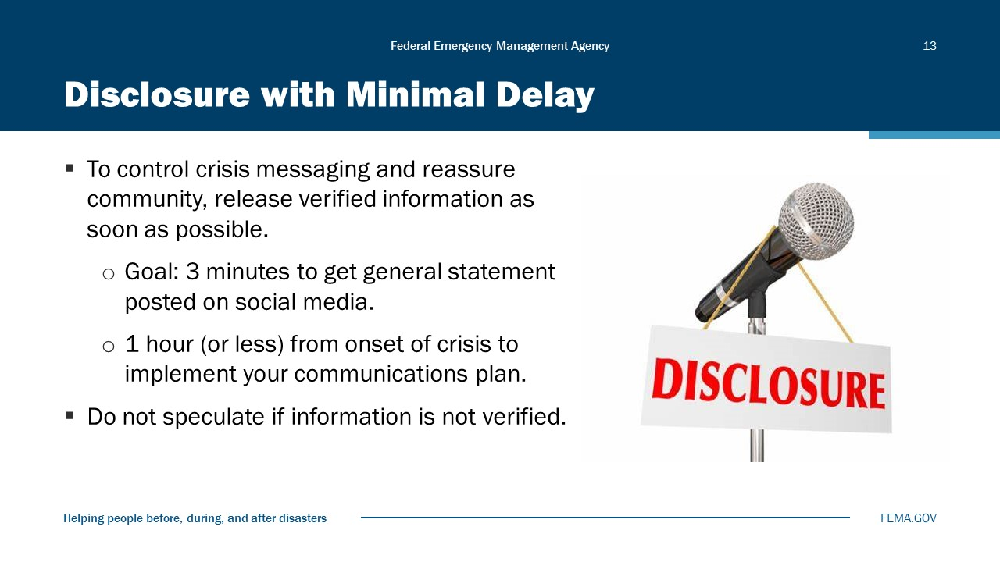 Federal Emergency Management Agency
13
Disclosure with Minimal Delay
▪ To control crisis messaging and reassure
community, release verified information as
soon as possible.
o Goal: 3 minutes to get general statement
posted on social media.
o 1 hour (or less) from onset of crisis to
implement your communications plan.
▪ Do not speculate if information is not verified.
DISCLOSURE
Helping people before, during, and after disasters
FEMA.GOV